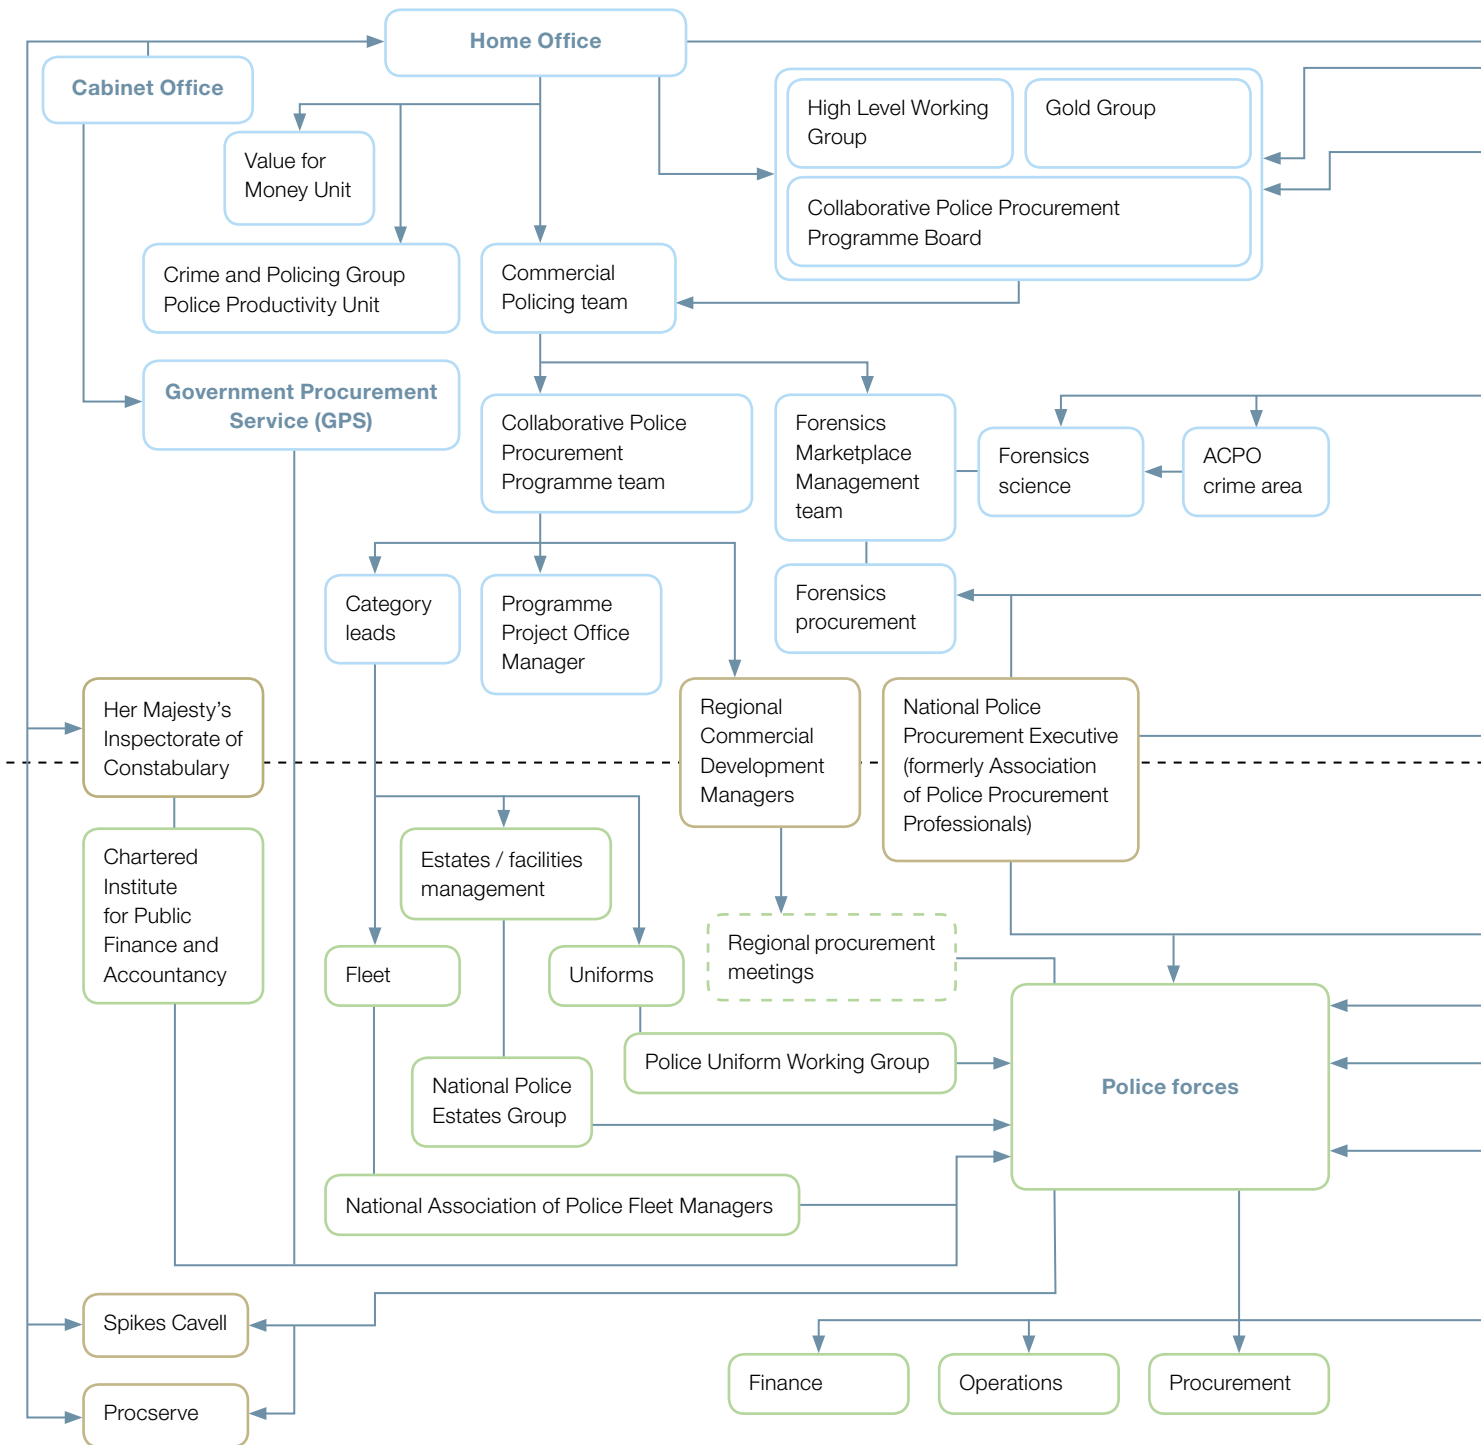 Home Office
Cabinet Office
High Level Working
Group
Gold Group
Value for
Money Unit
Collaborative Police Procurement
Programme Board
Crime and Policing Group
Police Productivity Unit
Commercial
Policing team
Government Procurement
Service (GPS)
Collaborative Police
Procurement
Programme team
Forensics
Marketplace
Management
team
Forensics
science
ACPO
crime area
Category
leads
Programme
Project Office
Manager
Forensics
procurement
Her Majesty’s
Inspectorate of
Constabulary
Regional
Commercial
Development
Managers
National Police
Procurement Executive
(formerly Association
of Police Procurement
Professionals)
Chartered
Institute
for Public
Finance and
Accountancy
Estates / facilities
management
Regional procurement
meetings
Fleet
Uniforms
Police Uniform Working Group
National Police
Estates Group
Police forces
National Association of Police Fleet Managers
Spikes Cavell
Procserve
Finance
Operations
Procurement